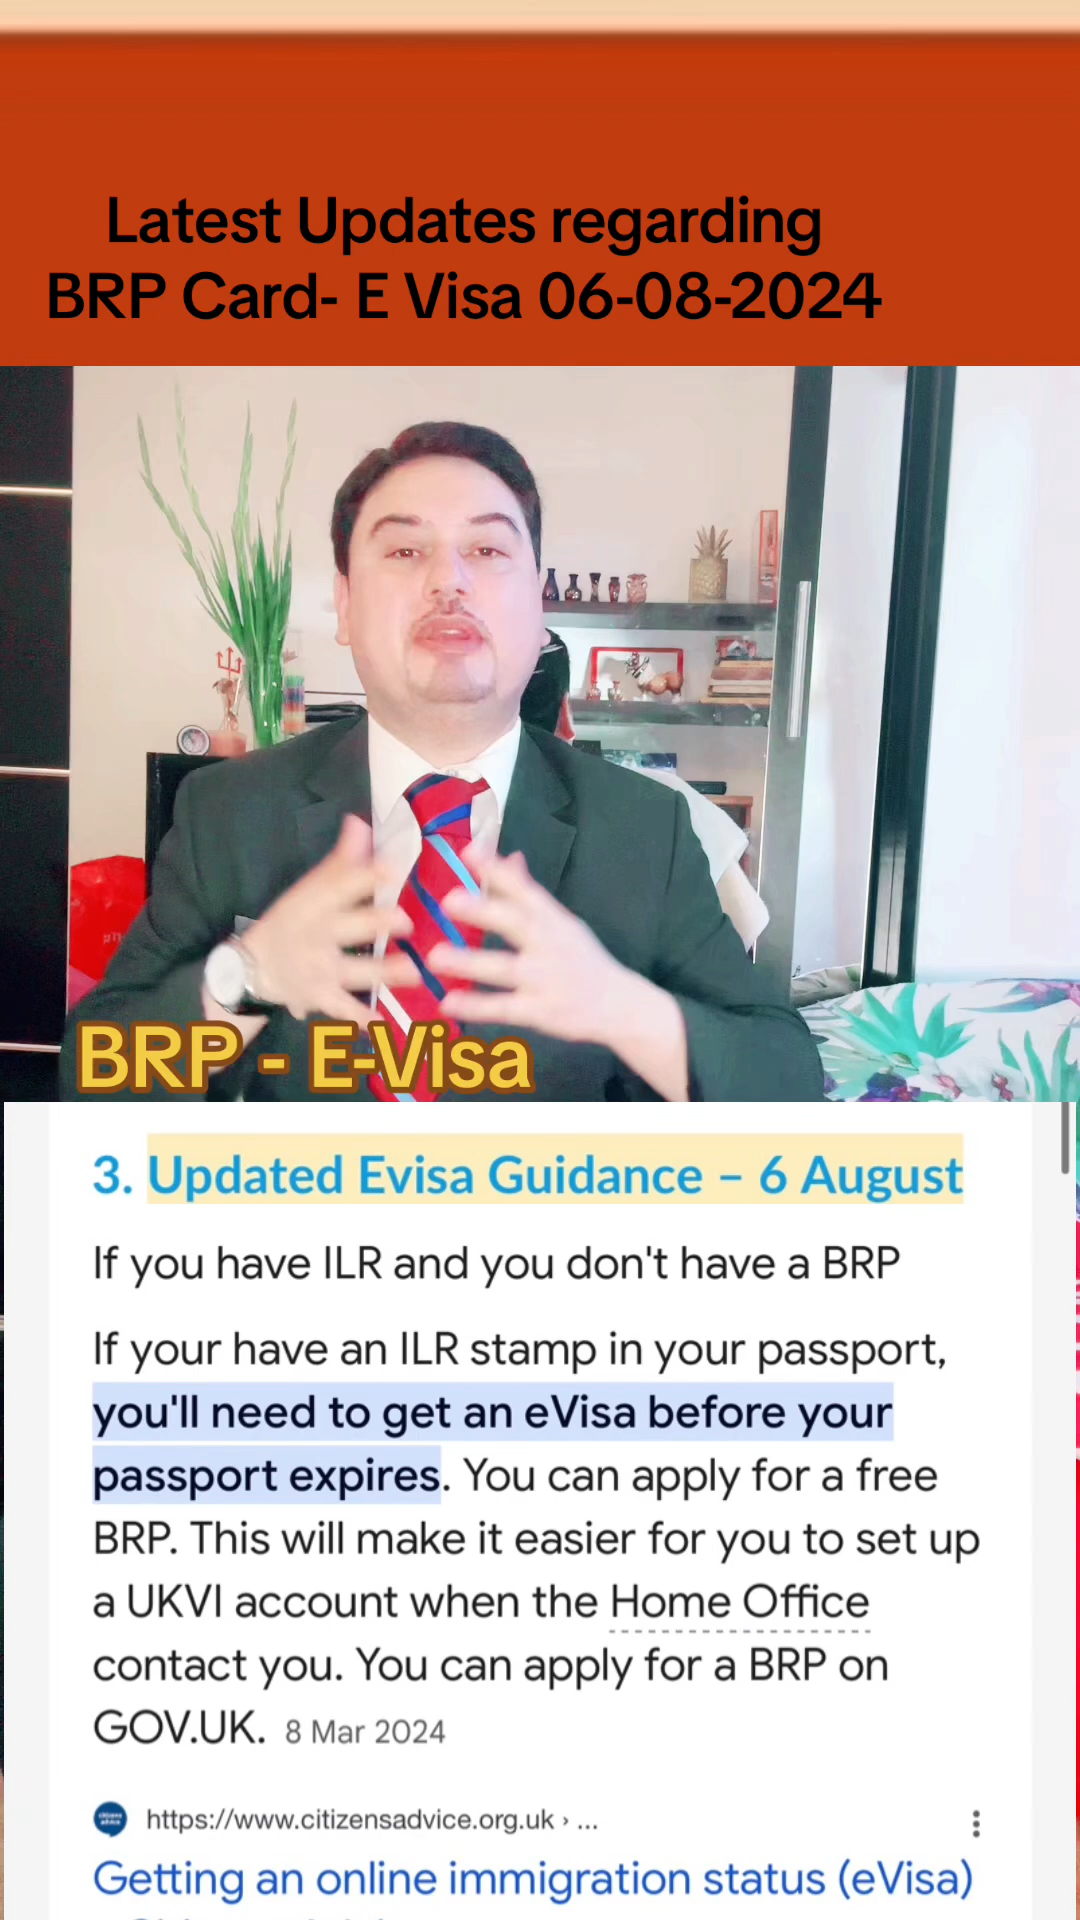 Latest Updates regarding
BRP Card- E Visa 06-08-2024
BRP - E-Visa
3. Updated Evisa Guidance – 6 August
If you have ILR and you don't have a BRP
If your have an ILR stamp in your passport,
you'll need to get an eVisa before your
passport expires. You can apply for a free
BRP. This will make it easier for you to set up
a UKVI account when the Home Office
contact you. You can apply for a BRP on
GOV.UK. 8 Mar 2024
https://www.citizensadvice.org.uk › ...
Getting an online immigration status (eVisa)